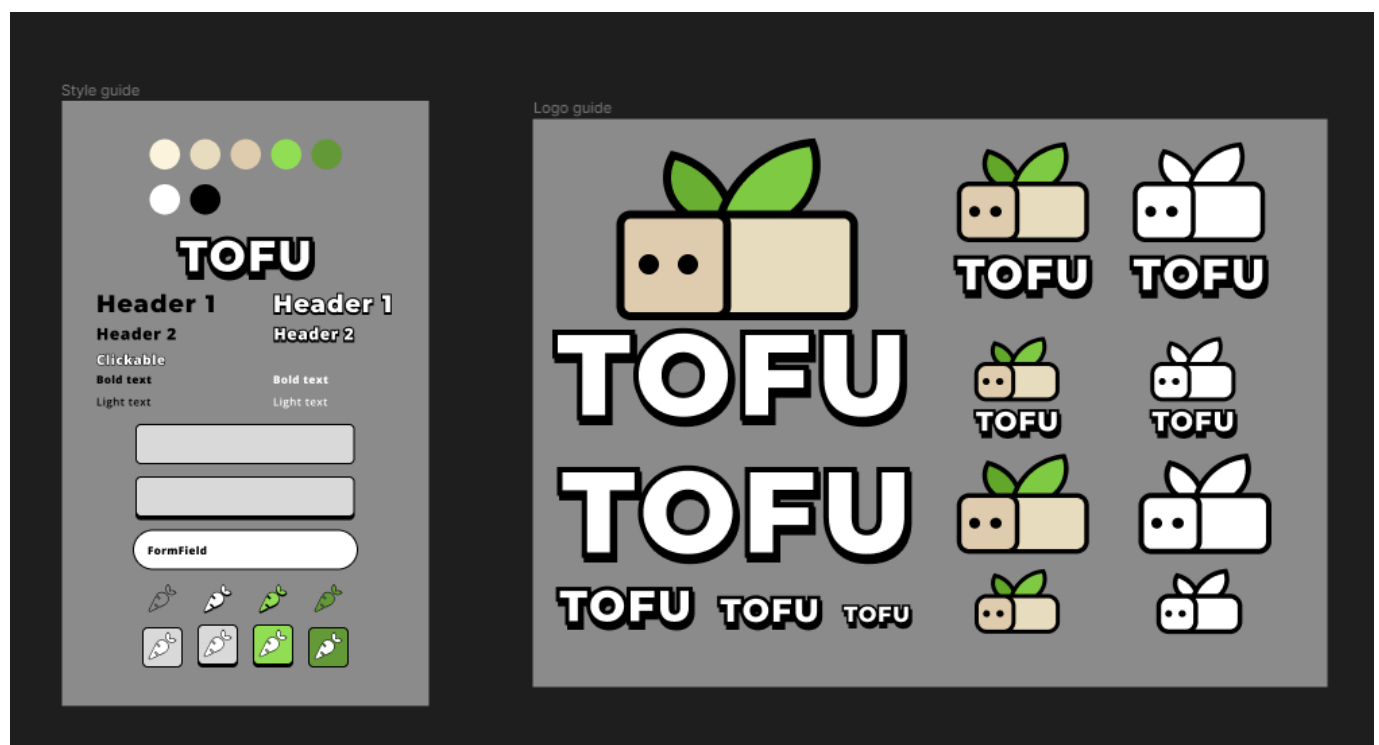 Style guide
TOFU
Header 1 Header 1
Header 2 Header 2
Clickable
Bold text Bold text
Light text Light text
FormField
Logo guide
TOFU
TOFU TOFU
TOFU TOFU
TOFU
TOFU TOFU TOFU